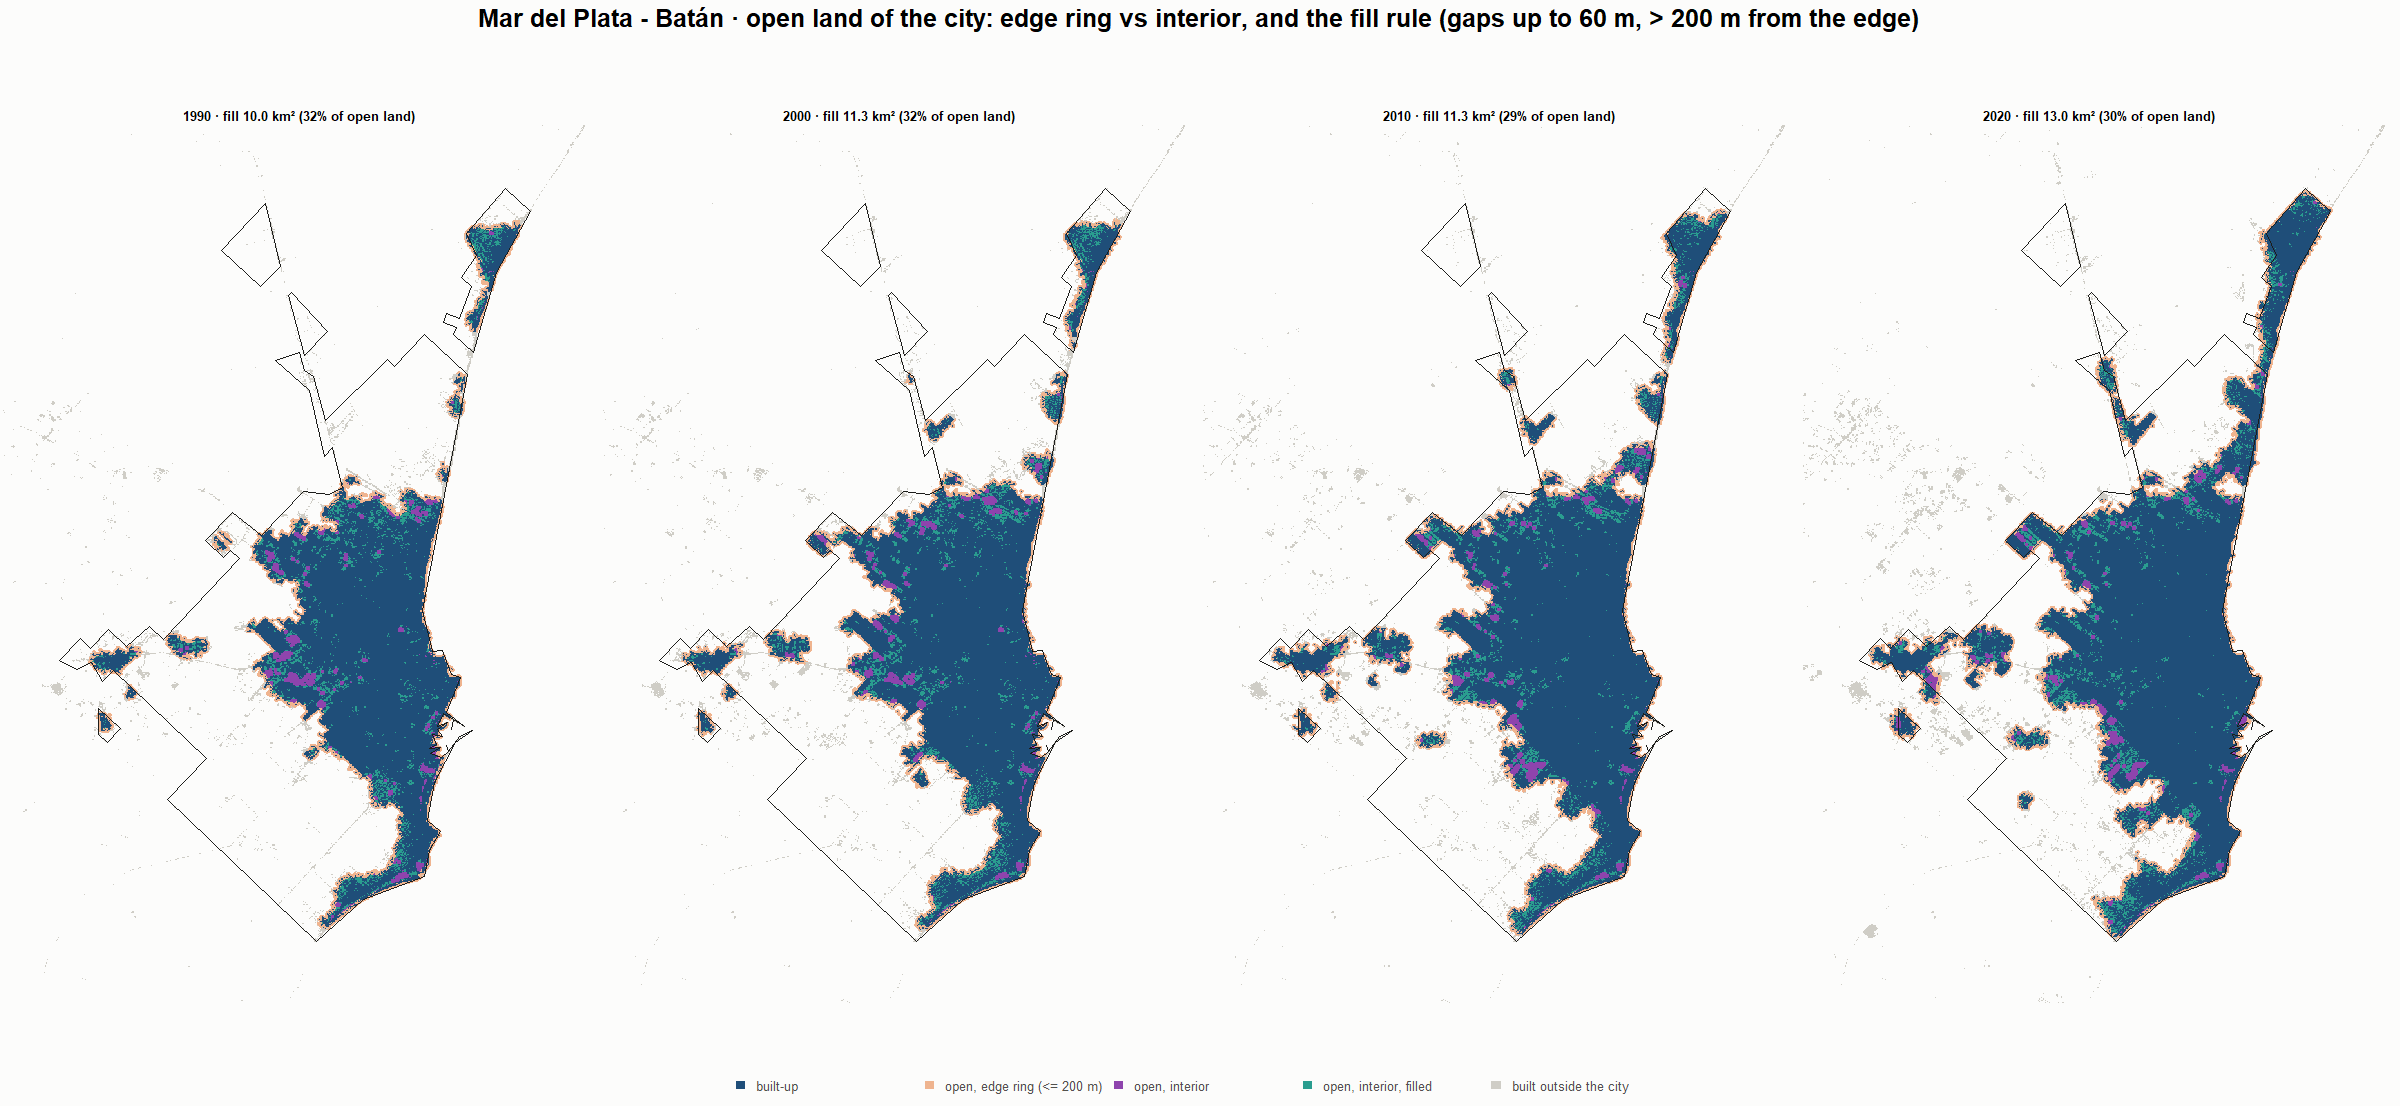 Mar del Plata - Batán · open land of the city: edge ring vs interior, and the fill rule (gaps up to 60 m, > 200 m from the edge)
1990 · fill 10.0 km² (32% of open land)
2000 · fill 11.3 km² (32% of open land)
2010 · fill 11.3 km² (29% of open land)
2020 · fill 13.0 km² (30% of open land)
built-up
open, edge ring (<= 200 m)
open, interior
open, interior, filled
built outside the city